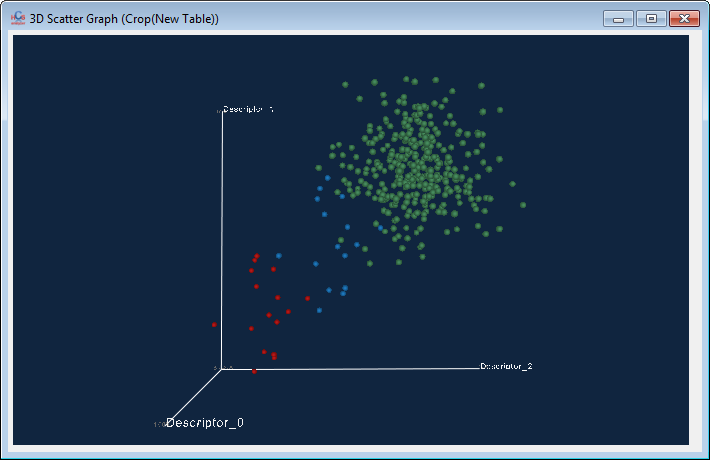 3D Scatter Graph (Crop(New Table))
Descriptor_2
Descriptor_0